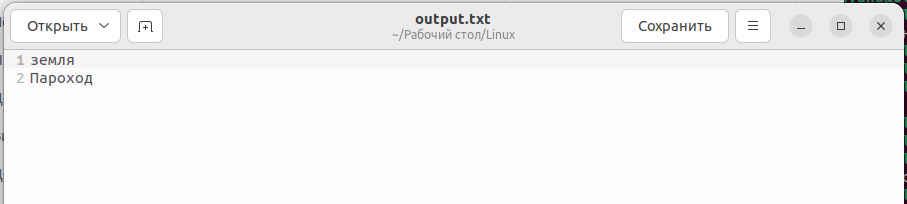 Открыть
output.txt
~/Рабочий стол/Linux
Сохранить
1 земля
2 Пароход